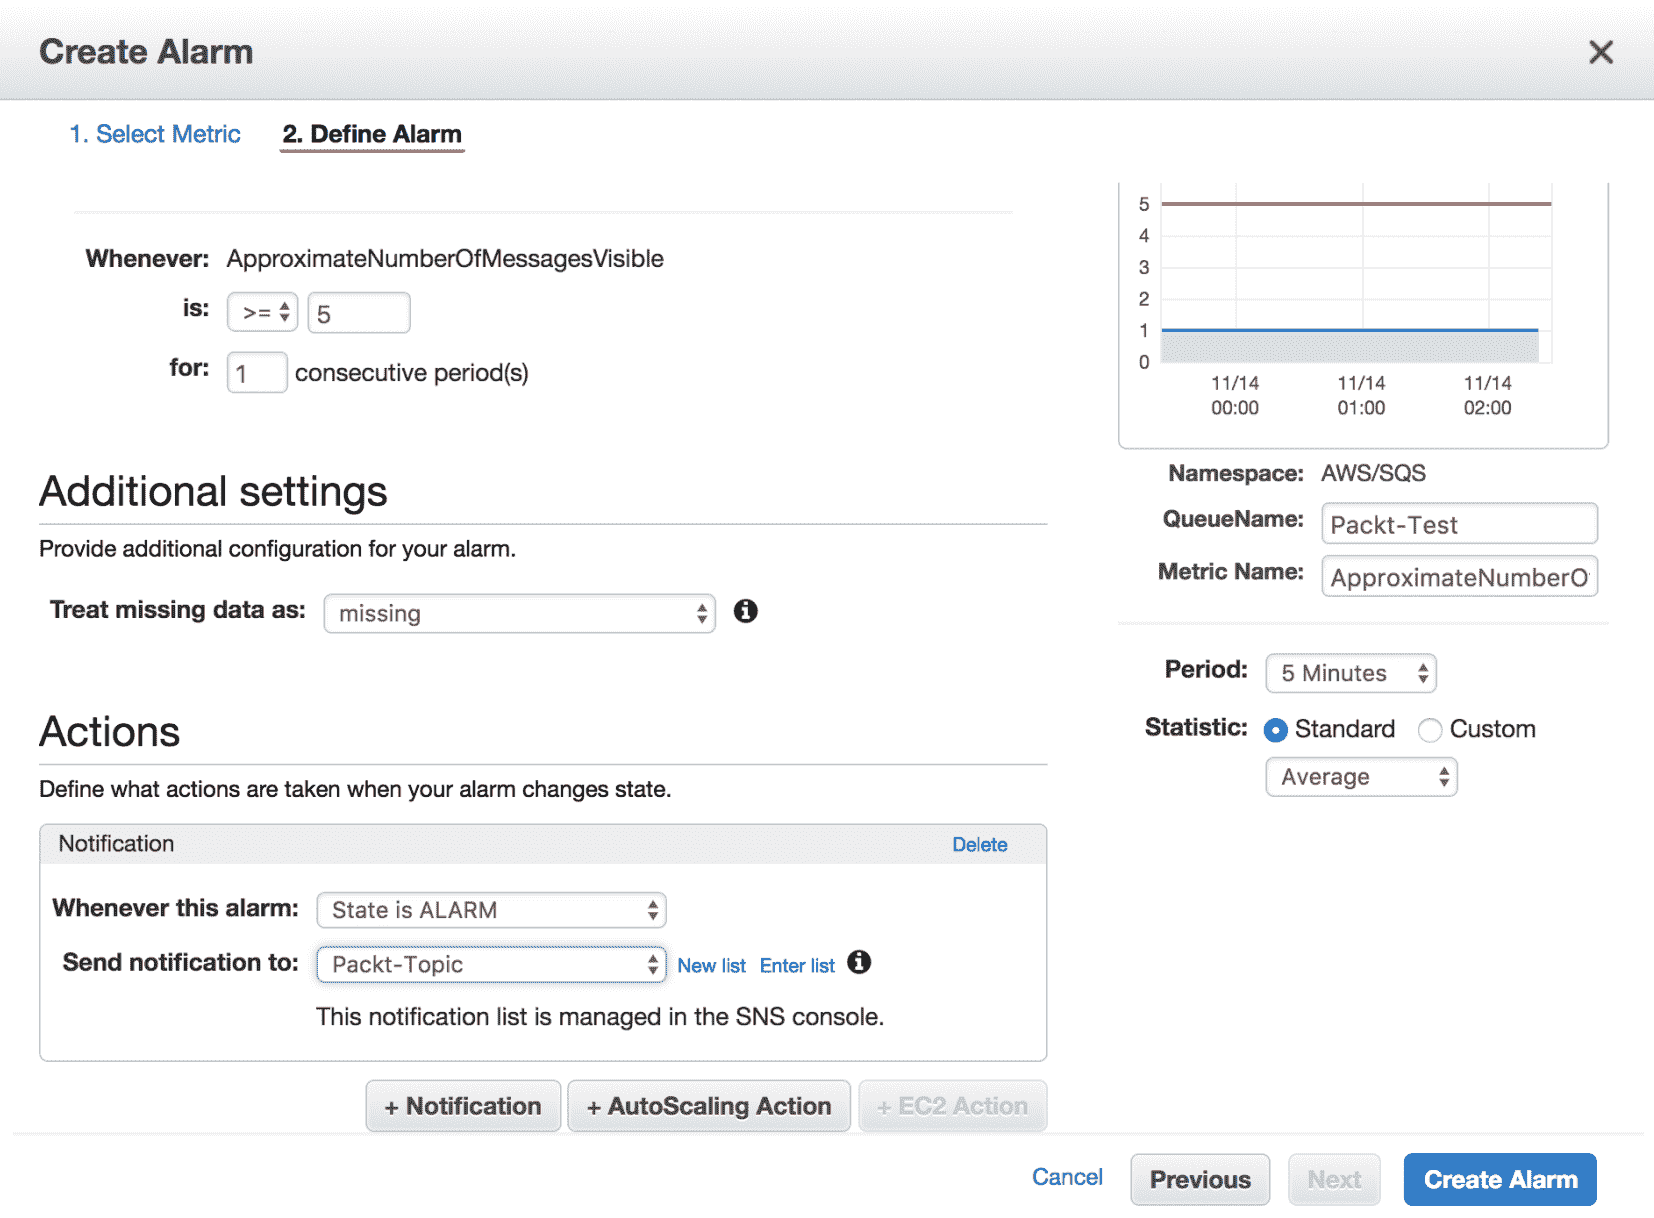 Create Alarm
1. Select Metric 2. Define Alarm
Whenever: ApproximateNumberOfMessagesVisible
is: >= 5
for: 1 consecutive period(s)
Additional settings
Provide additional configuration for your alarm.
Treat missing data as: missing
Actions
Define what actions are taken when your alarm changes state.
Notification Delete
Whenever this alarm: State is ALARM
Send notification to: Packt-Topic New list Enter list
This notification list is managed in the SNS console.
+ Notification + AutoScaling Action + EC2 Action
5
4
3
2
1
0
11/14 11/14 11/14
00:00 01:00 02:00
Namespace: AWS/SQS
QueueName: Packt-Test
Metric Name: ApproximateNumberO
Period: 5 Minutes
Statistic: Standard Custom
Average
Cancel Previous Next Create Alarm